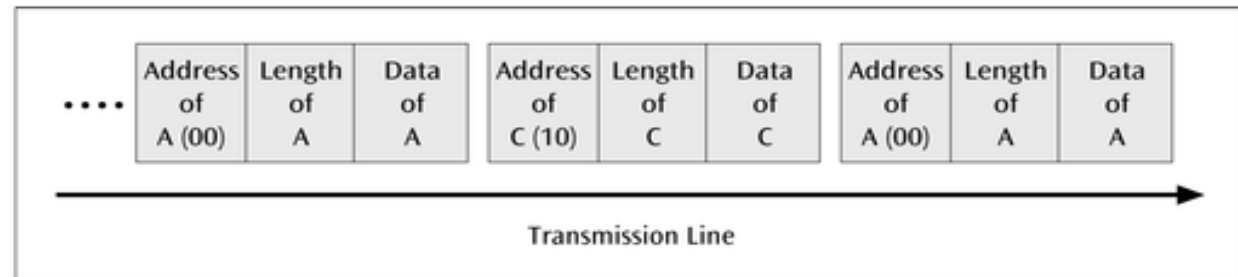 Address Length Data Address Length Data Address Length Data
.... of of of of of of of of of
A (00) A A C (10) C C A (00) A A
Transmission Line